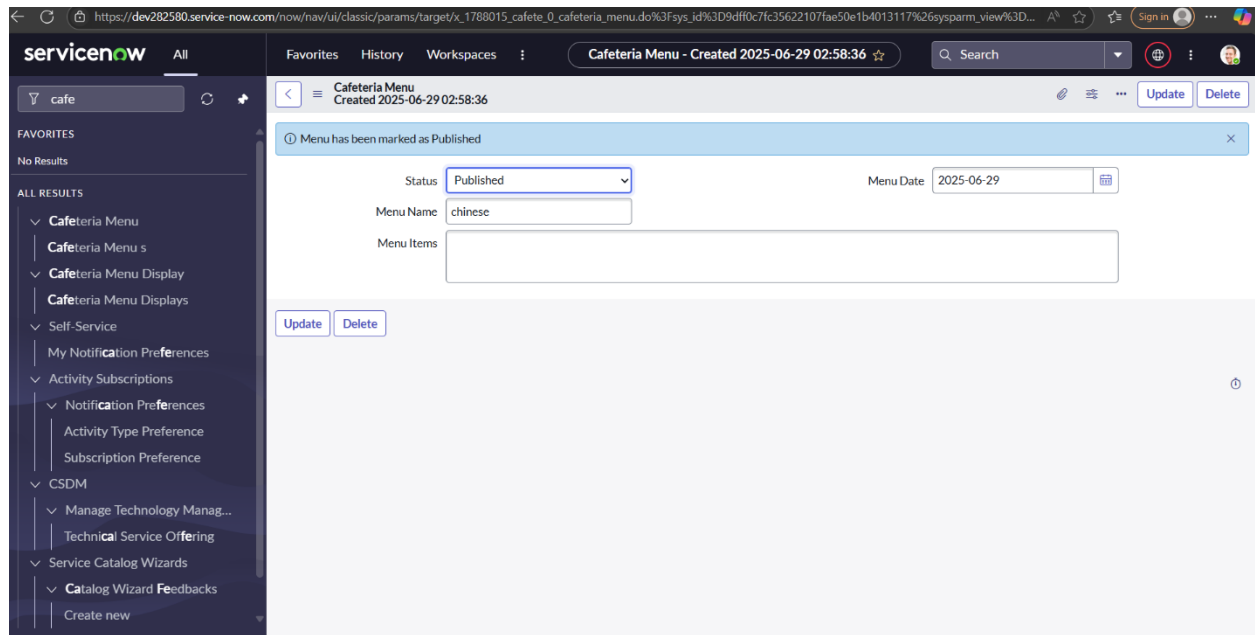 https://dev282580.service-now.com/now/nav/ui/classic/params/target/x_1788015_cafete_0_cafeteria_menu.do%3Fsys_id%3D9dff0c7fc35622107fae50e1b4013117%26sysparm_view%3D... Sign in
servicenow All Favorites History Workspaces Cafeteria Menu - Created 2025-06-29 02:58:36 Search
cafe
Cafeteria Menu
Created 2025-06-29 02:58:36
Update Delete
FAVORITES
No Results
ALL RESULTS
Cafeteria Menu
Cafeteria Menu s
Cafeteria Menu Display
Cafeteria Menu Displays
Self-Service
My Notification Preferences
Activity Subscriptions
Notification Preferences
Activity Type Preference
Subscription Preference
CSDM
Manage Technology Manag...
Technical Service Offering
Service Catalog Wizards
Catalog Wizard Feedbacks
Create new
Menu has been marked as Published
Status Published Menu Date 2025-06-29
Menu Name chinese
Menu Items
Update Delete